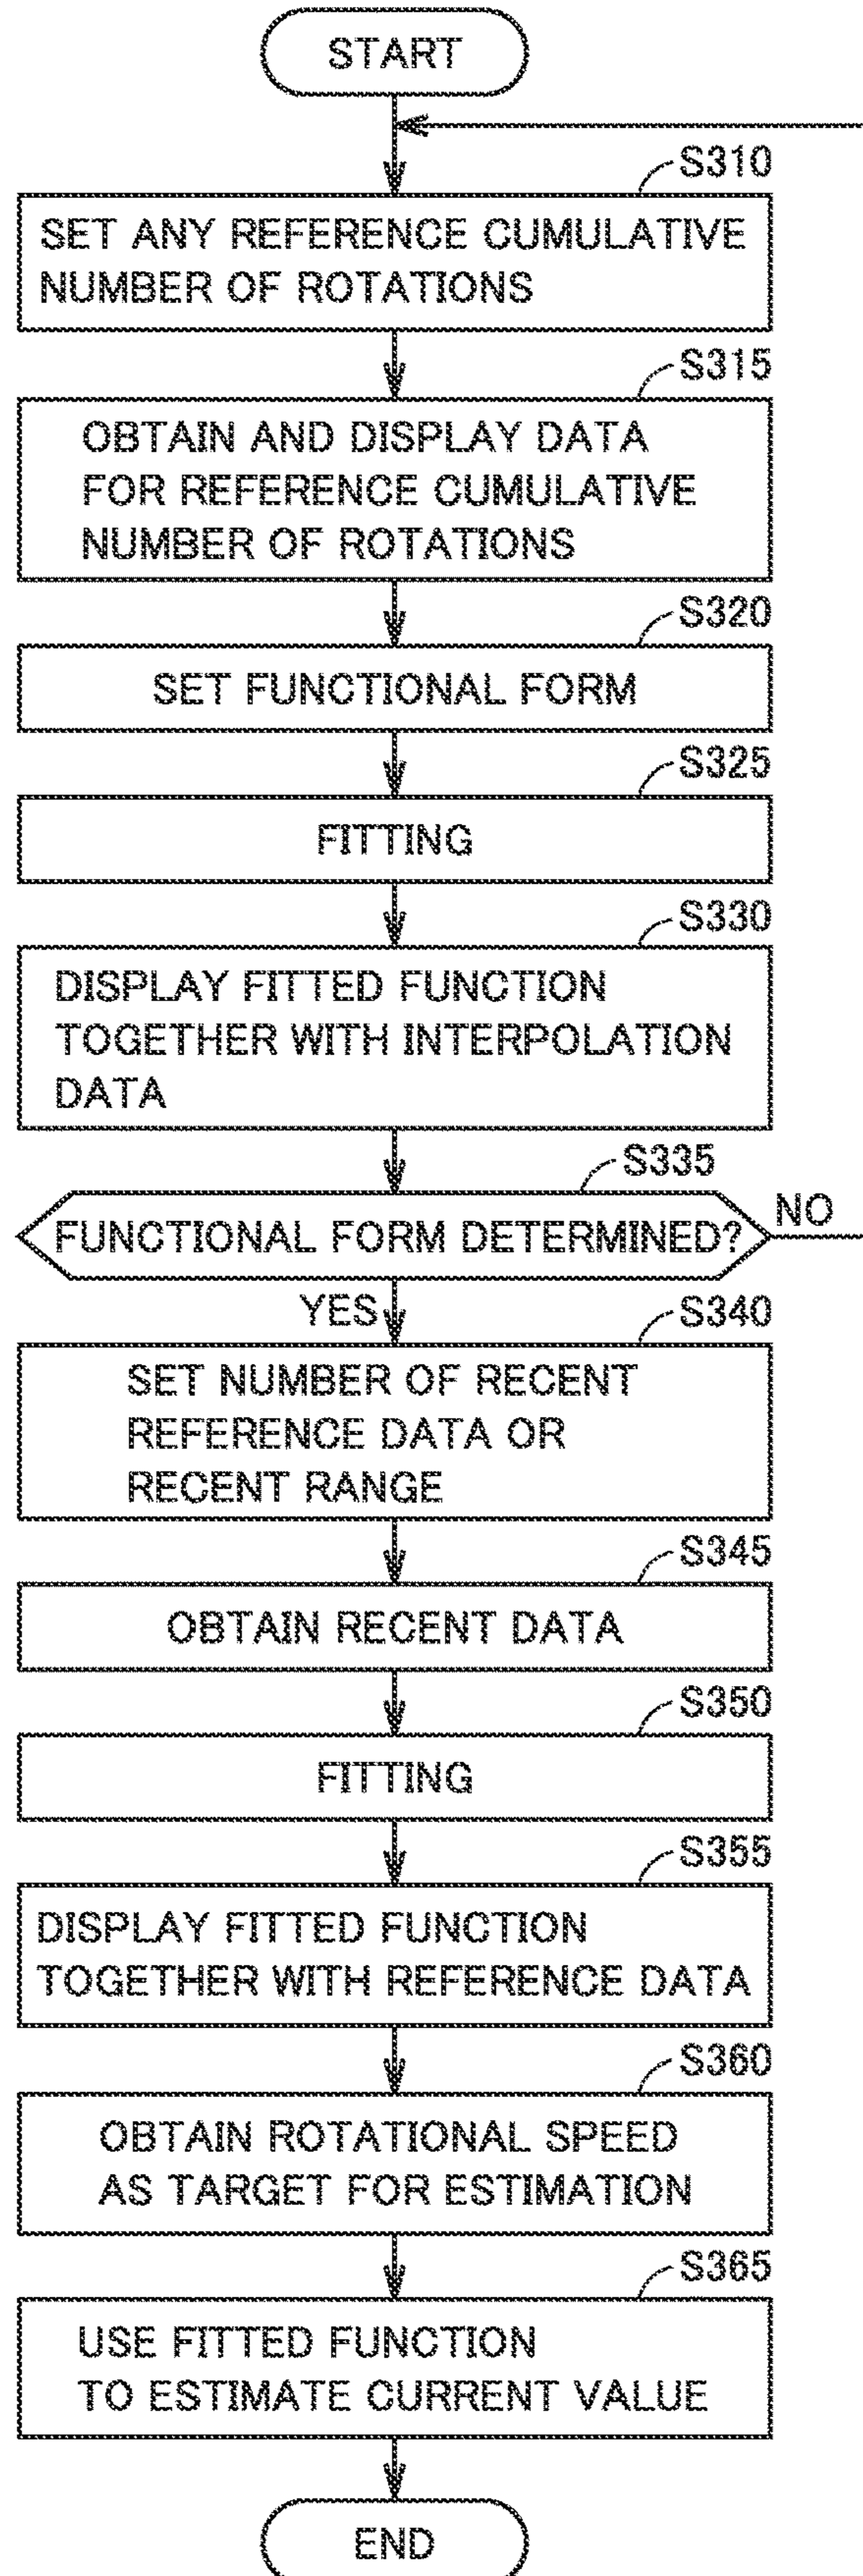 START
S310
SET ANY REFERENCE CUMULATIVE
NUMBER OF ROTATIONS
S315
OBTAIN AND DISPLAY DATA
FOR REFERENCE CUMULATIVE
NUMBER OF ROTATIONS
S320
SET FUNCTIONAL FORM
S325
FITTING
S330
DISPLAY FITTED FUNCTION
TOGETHER WITH INTERPOLATION
DATA
S335
FUNCTIONAL FORM DETERMINED?
NO
YES
S340
SET NUMBER OF RECENT
REFERENCE DATA OR
RECENT RANGE
S345
OBTAIN RECENT DATA
S350
FITTING
S355
DISPLAY FITTED FUNCTION
TOGETHER WITH REFERENCE DATA
S360
OBTAIN ROTATIONAL SPEED
AS TARGET FOR ESTIMATION
S365
USE FITTED FUNCTION
TO ESTIMATE CURRENT VALUE
END